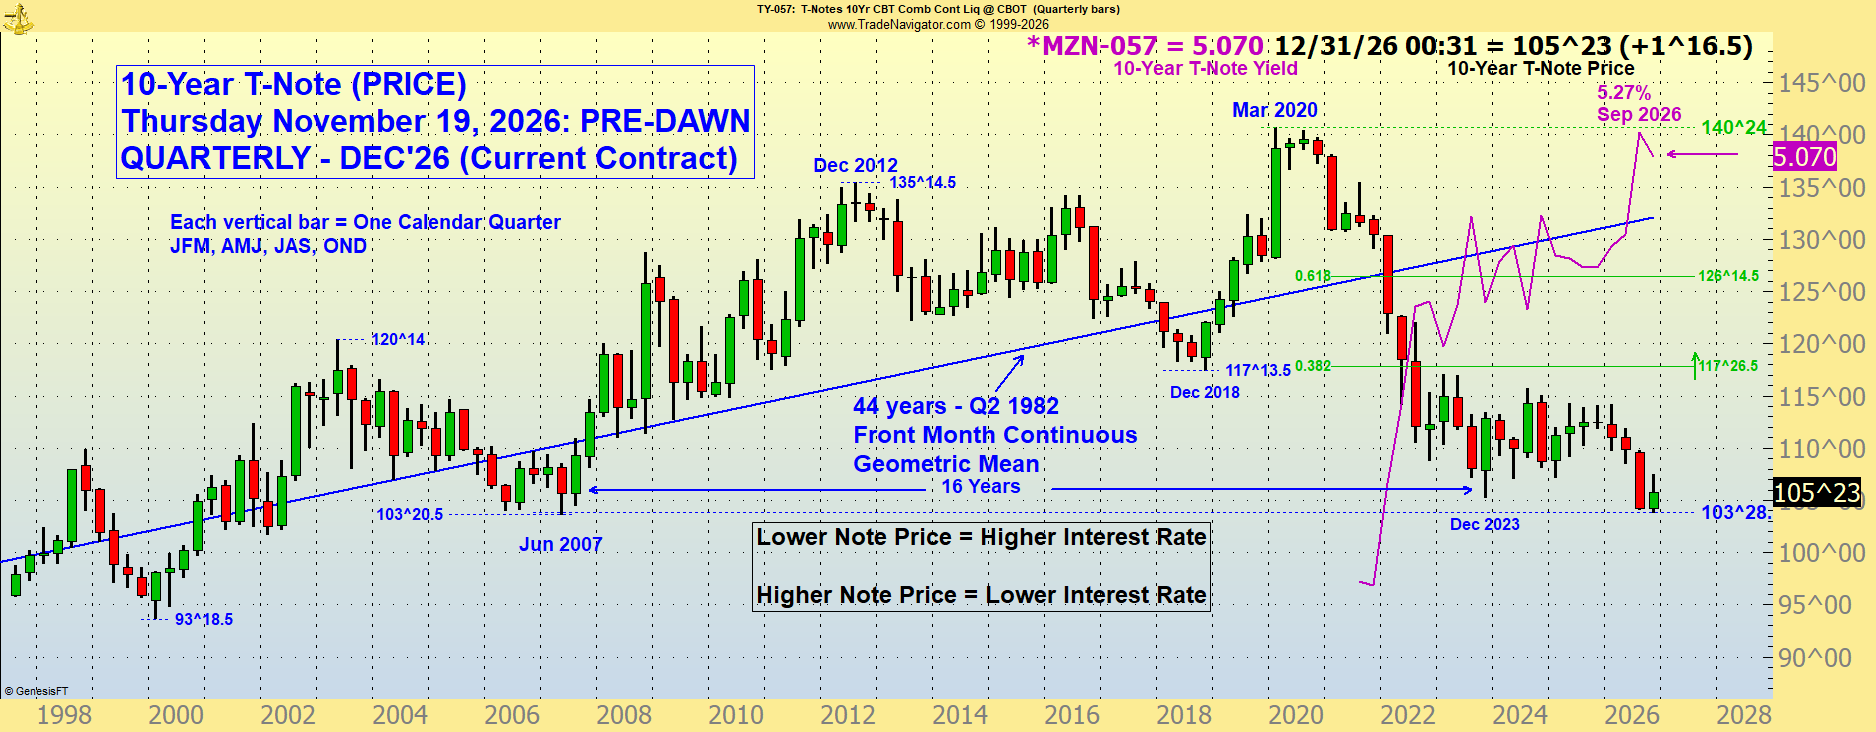 TY-057:  T-Notes 10Yr CBT Comb Cont Liq @ CBOT  (Quarterly bars)
www.TradeNavigator.com © 1999-2026
*MZN-057 = 5.070 12/31/26 00:31 = 105^23 (+1^16.5)
10-Year T-Note Yield
10-Year T-Note Price
10-Year T-Note (PRICE)
Thursday November 19, 2026: PRE-DAWN
QUARTERLY - DEC'26 (Current Contract)
Each vertical bar = One Calendar Quarter
JFM, AMJ, JAS, OND
5.27%
Sep 2026
Mar 2020
140^24
Dec 2012
135^14.5
0.618
126^14.5
120^14
117^13.5
0.382
117^26.5
Dec 2018
44 years - Q2 1982
Front Month Continuous
Geometric Mean
16 Years
103^20.5
Jun 2007
Dec 2023
103^28.
93^18.5
Lower Note Price = Higher Interest Rate
Higher Note Price = Lower Interest Rate
145^00
140^00
5.070
135^00
130^00
125^00
120^00
115^00
110^00
105^23
100^00
95^00
90^00
© GenesisFT
1998
2000
2002
2004
2006
2008
2010
2012
2014
2016
2018
2020
2022
2024
2026
2028